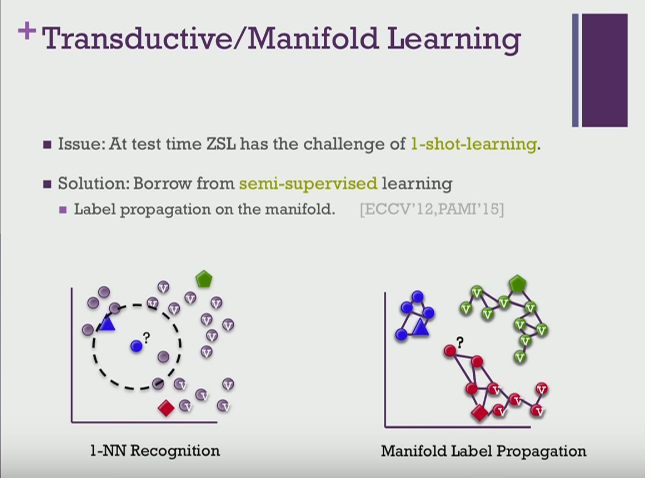 + Transductive/Manifold Learning
Issue: At test time ZSL has the challenge of 1-shot-learning.
Solution: Borrow from semi-supervised learning
Label propagation on the manifold. [ECCV'12,PAMI'15]
?
V V V V V V V V V V V V V
?
V V V V V V V V V V V V V V
1-NN Recognition
Manifold Label Propagation